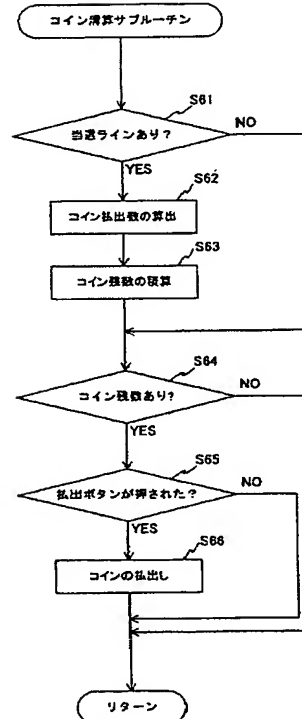 コイン清算サブルーチン
S61
当選ラインあり?
NO
YES
S62
コイン払出数の算出
S63
コイン残数の積算
S64
コイン残数あり?
NO
YES
S65
払出ボタンが押された?
NO
YES
S66
コインの払出し
リターン